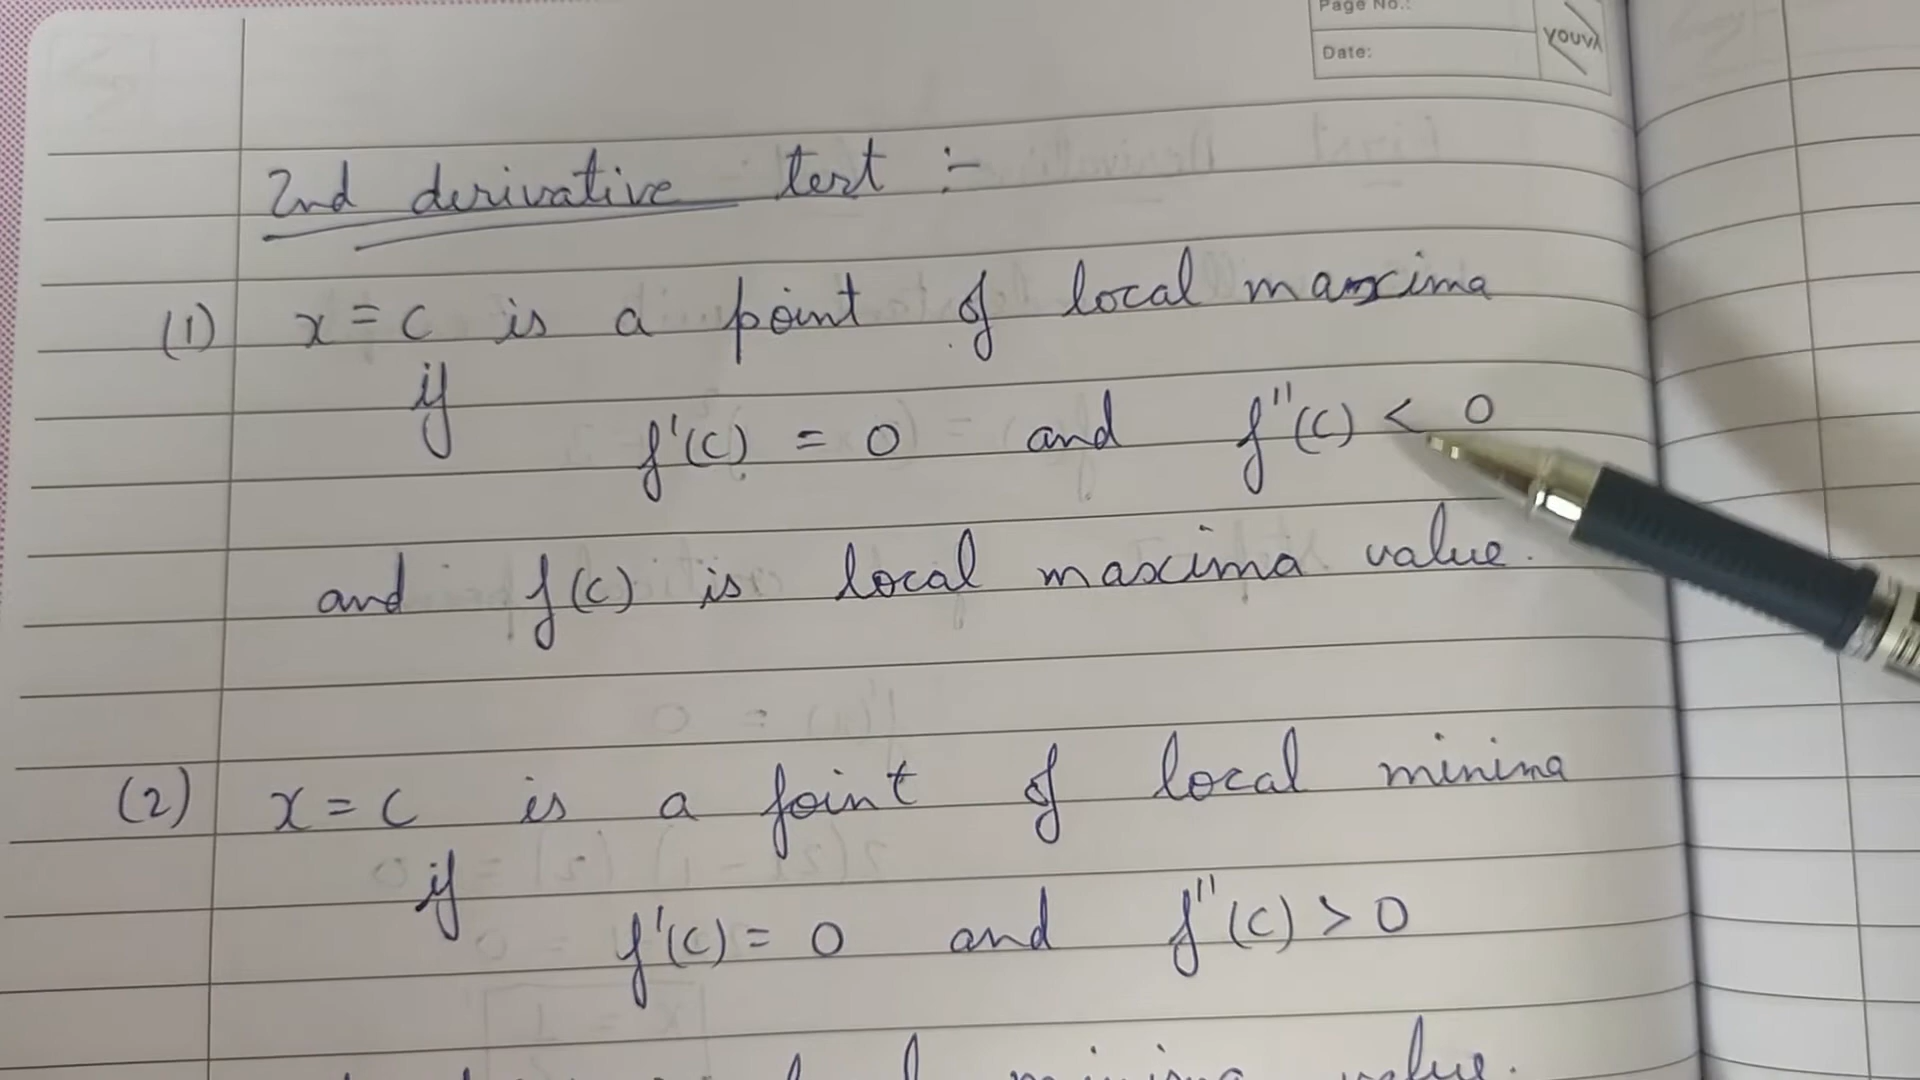 Page No.:
Date:
YOUVA
2nd derivative test :-
(1) x = c is a point of local maxima
if
f'(c) = 0 and f''(c) < 0
and f(c) is local maxima value.
(2) x = c is a point of local minima
if
f'(c) = 0 and f''(c) > 0
value.